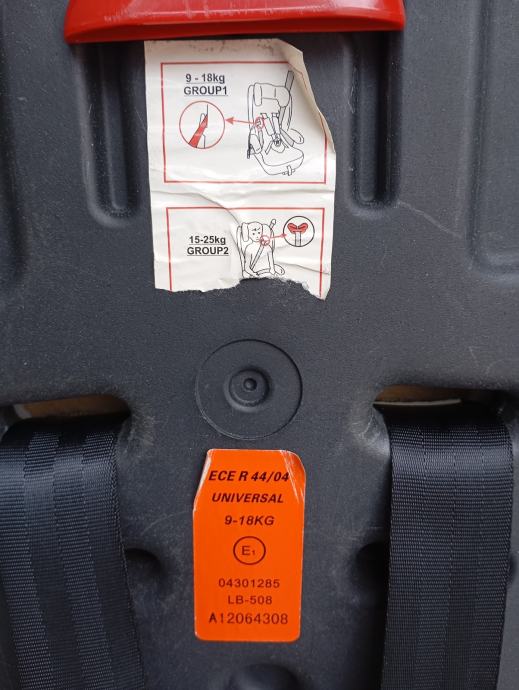 9 - 18kg
GROUP1
15-25kg
GROUP2
ECE R 44/04
UNIVERSAL
9-18KG
E1
04301285
LB-508
A12064308